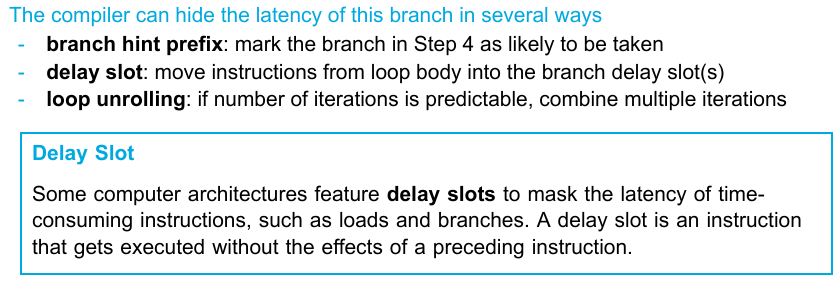 The compiler can hide the latency of this branch in several ways
- branch hint prefix: mark the branch in Step 4 as likely to be taken
- delay slot: move instructions from loop body into the branch delay slot(s)
- loop unrolling: if number of iterations is predictable, combine multiple iterations
Delay Slot
Some computer architectures feature delay slots to mask the latency of time-
consuming instructions, such as loads and branches. A delay slot is an instruction
that gets executed without the effects of a preceding instruction.